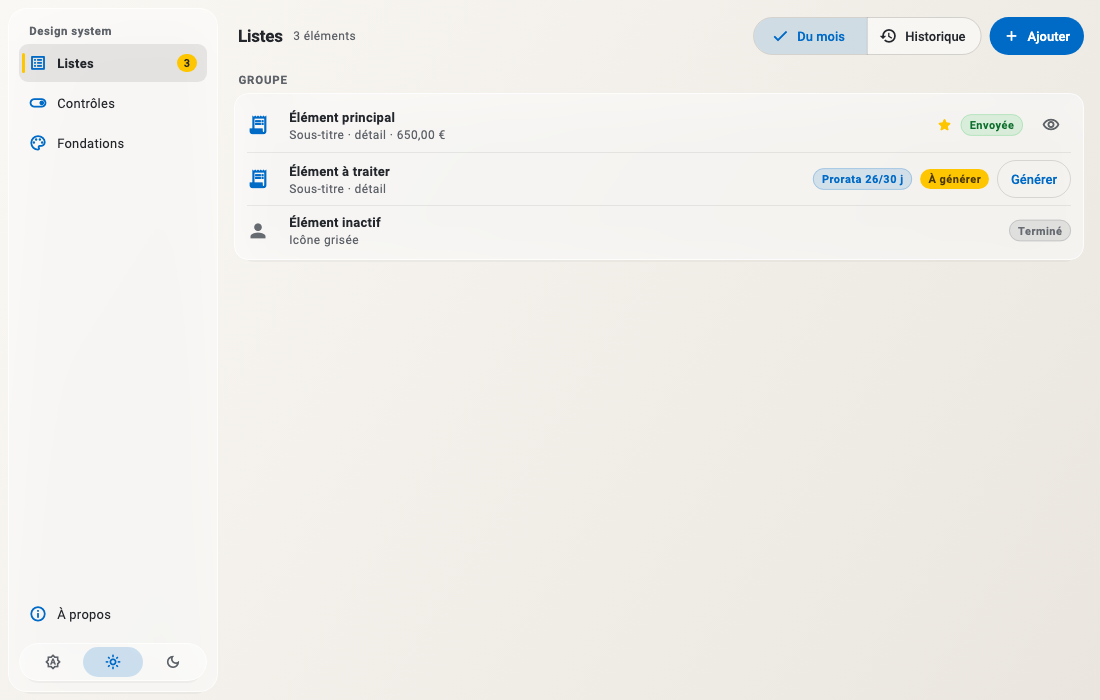 Design system
Listes 3
Contrôles
Fondations
À propos
Listes 3 éléments
Du mois
Historique
Ajouter
GROUPE
Élément principal
Sous-titre · détail · 650,00 €
Envoyée
Élément à traiter
Sous-titre · détail
Prorata 26/30 j
À générer
Générer
Élément inactif
Icône grisée
Terminé